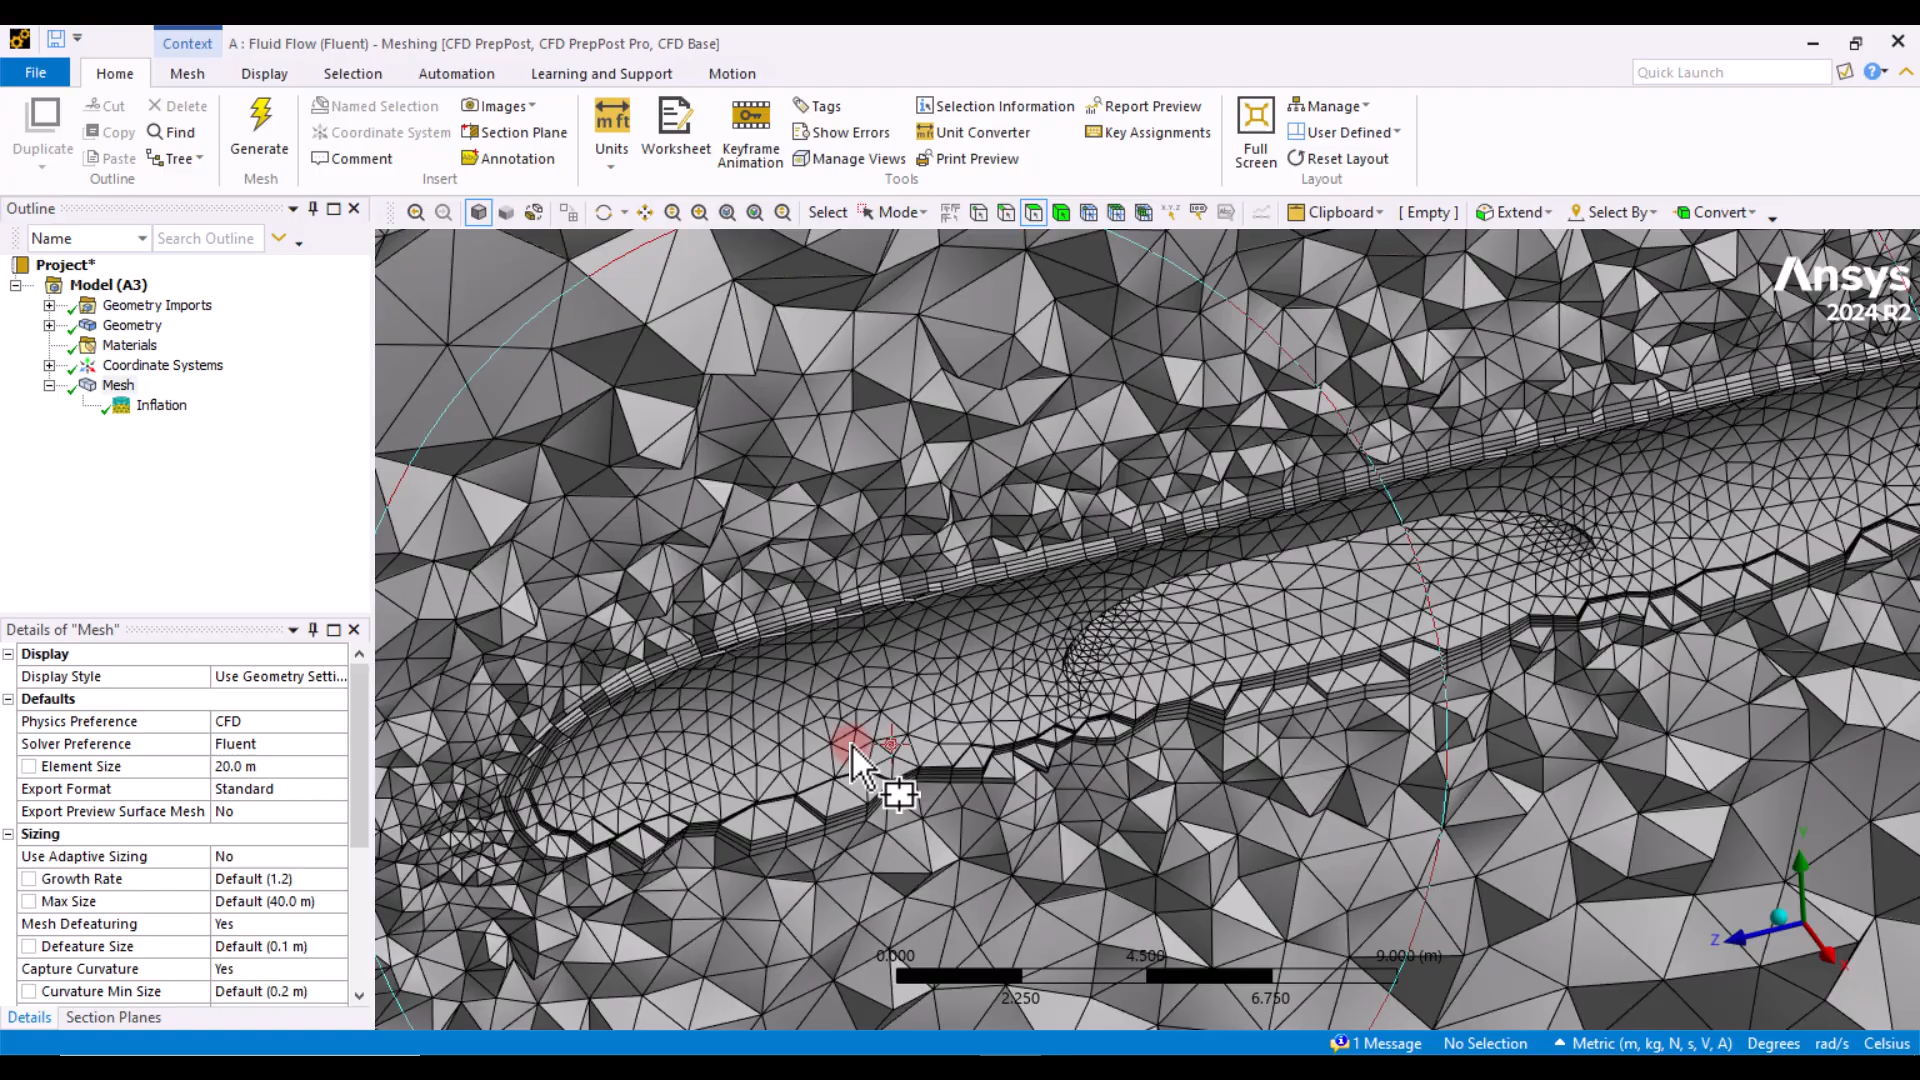 Context
A : Fluid Flow (Fluent) - Meshing [CFD PrepPost, CFD PrepPost Pro, CFD Base]
File Home Mesh Display Selection Automation Learning and Support Motion
Quick Launch
Duplicate Cut Delete Copy Find Paste Tree
Outline
Generate
Mesh
Named Selection Images
Coordinate System Section Plane
Comment Annotation
Insert
m ft
Units Worksheet Keyframe Animation
Tags Selection Information Report Preview
Show Errors Unit Converter Key Assignments
Manage Views Print Preview
Tools
Full Screen
Manage
User Defined
Reset Layout
Layout
Outline
Select Mode Clipboard [ Empty ] Extend Select By Convert
Name Search Outline
Project*
Model (A3)
Geometry Imports
Geometry
Materials
Coordinate Systems
Mesh
Inflation
Ansys
2024 R2
Details of "Mesh"
Display
Display Style Use Geometry Setti...
Defaults
Physics Preference CFD
Solver Preference Fluent
Element Size 20.0 m
Export Format Standard
Export Preview Surface Mesh No
Sizing
Use Adaptive Sizing No
Growth Rate Default (1.2)
Max Size Default (40.0 m)
Mesh Defeaturing Yes
Defeature Size Default (0.1 m)
Capture Curvature Yes
Curvature Min Size Default (0.2 m)
0.000 4.500 9.000 (m)
2.250 6.750
Y
Z
X
Details Section Planes
1 Message No Selection Metric (m, kg, N, s, V, A) Degrees rad/s Celsius